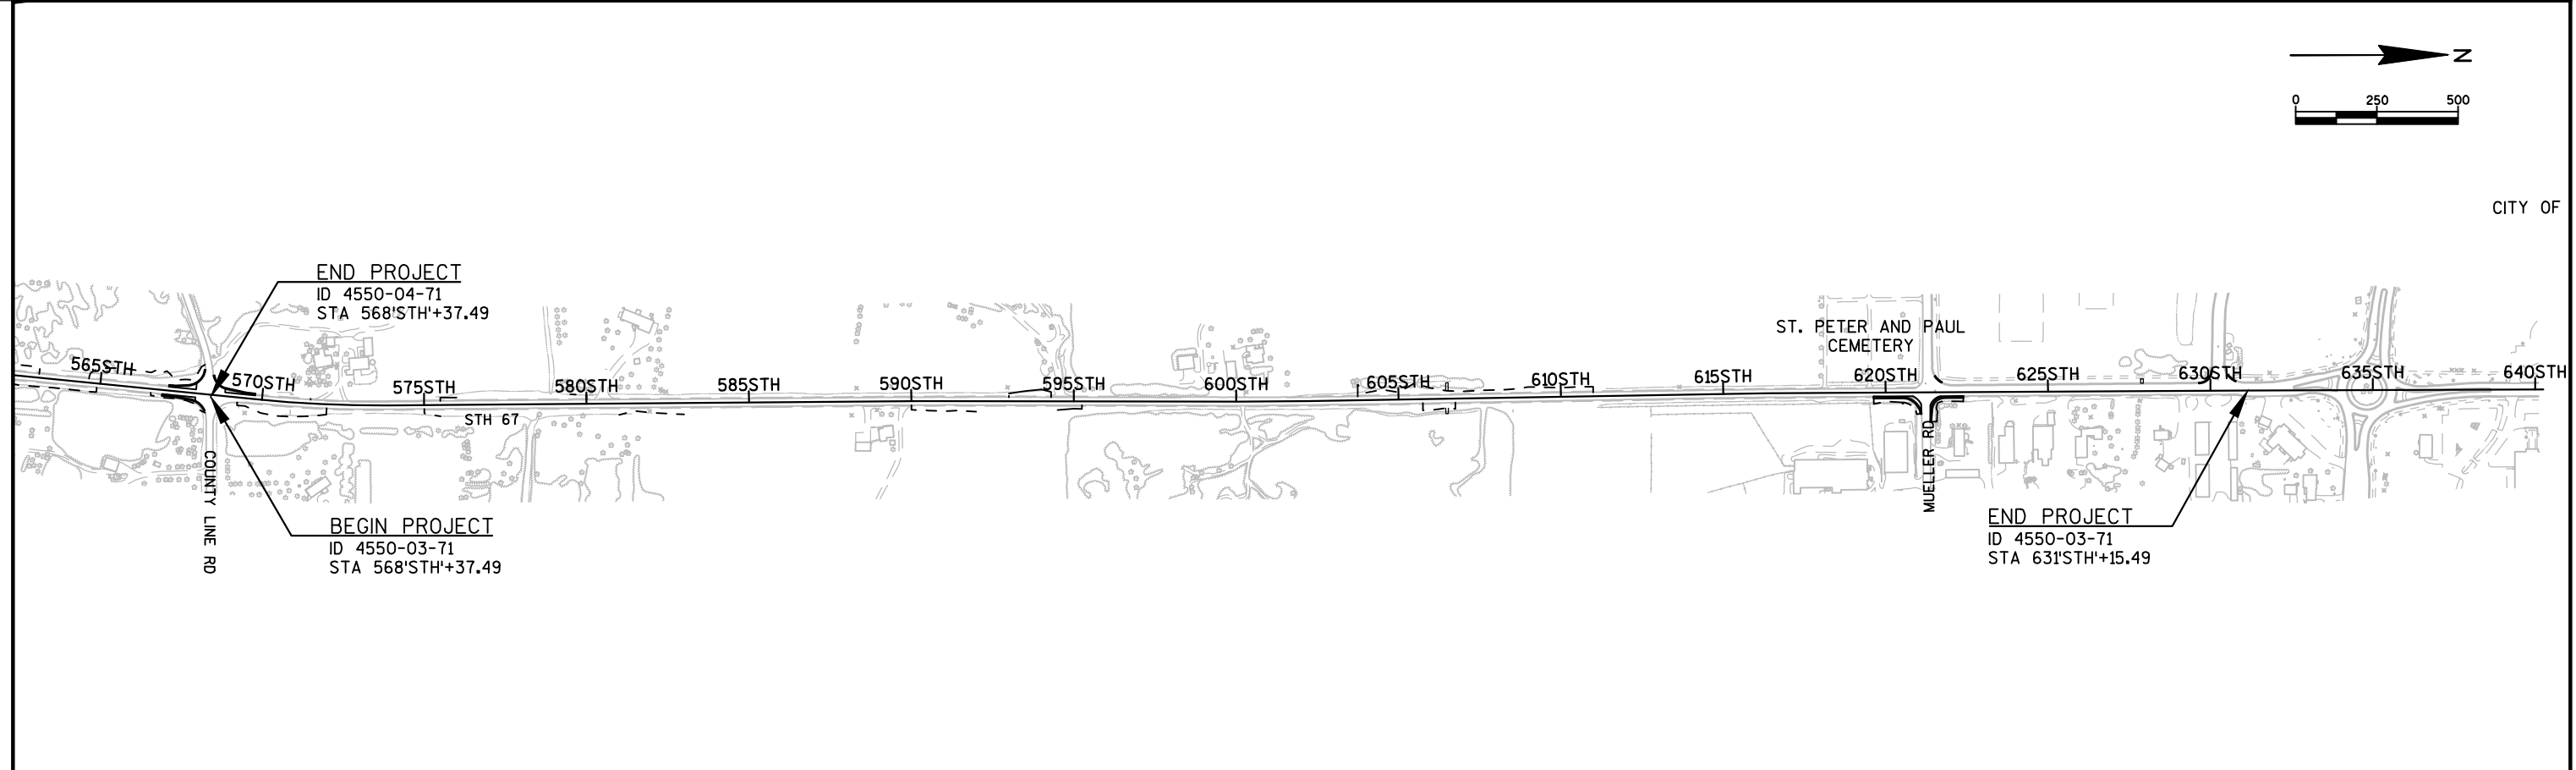 N
0 250 500
CITY OF
END PROJECT
ID 4550-04-71
STA 568'STH'+37.49
ST. PETER AND PAUL
CEMETERY
565STH 570STH 575STH 580STH 585STH 590STH 595STH 600STH 605STH 610STH 615STH 620STH 625STH 630STH 635STH 640STH
STH 67
COUNTY LINE RD
MUELLER RD
BEGIN PROJECT
ID 4550-03-71
STA 568'STH'+37.49
END PROJECT
ID 4550-03-71
STA 631'STH'+15.49